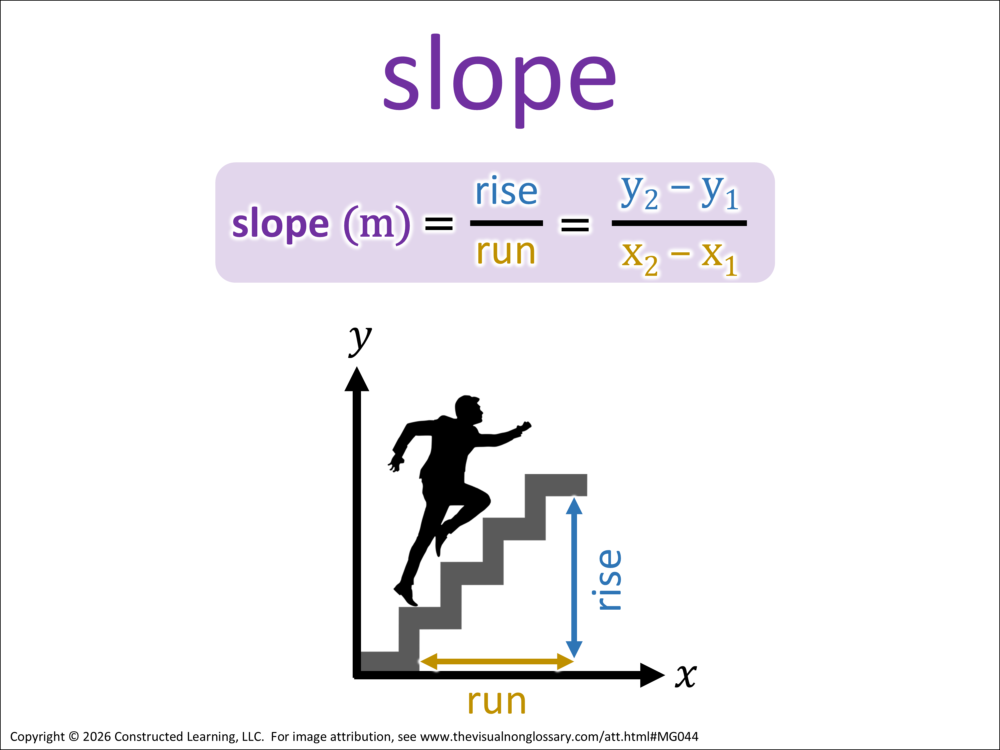 slope
slope (m) = rise/run = y₂ – y₁/x₂ – x₁
y
rise
x
run
Copyright © 2026 Constructed Learning, LLC.  For image attribution, see www.thevisualnonglossary.com/att.html#MG044